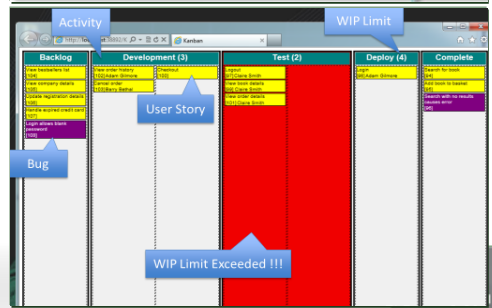 Activity
WIP Limit
Kanban
Backlog
Development (3)
Test (2)
Deploy (4)
Complete
View bestsellers list
[104]
View company details
[105]
Update registration details
[106]
Handle expired credit card
[107]
Login allows blank
password
[108]
View order history
[102] Adam Gilmore
Cancel order
[103] Barry Bethel
Checkout
[100]
Logout
[97] Claire Smith
View book details
[99] Claire Smith
View order details
[101] Claire Smith
Login
[98] Adam Gilmore
Search for book
[94]
Add book to basket
[95]
Search with no results
causes error
[96]
User Story
Bug
WIP Limit Exceeded !!!